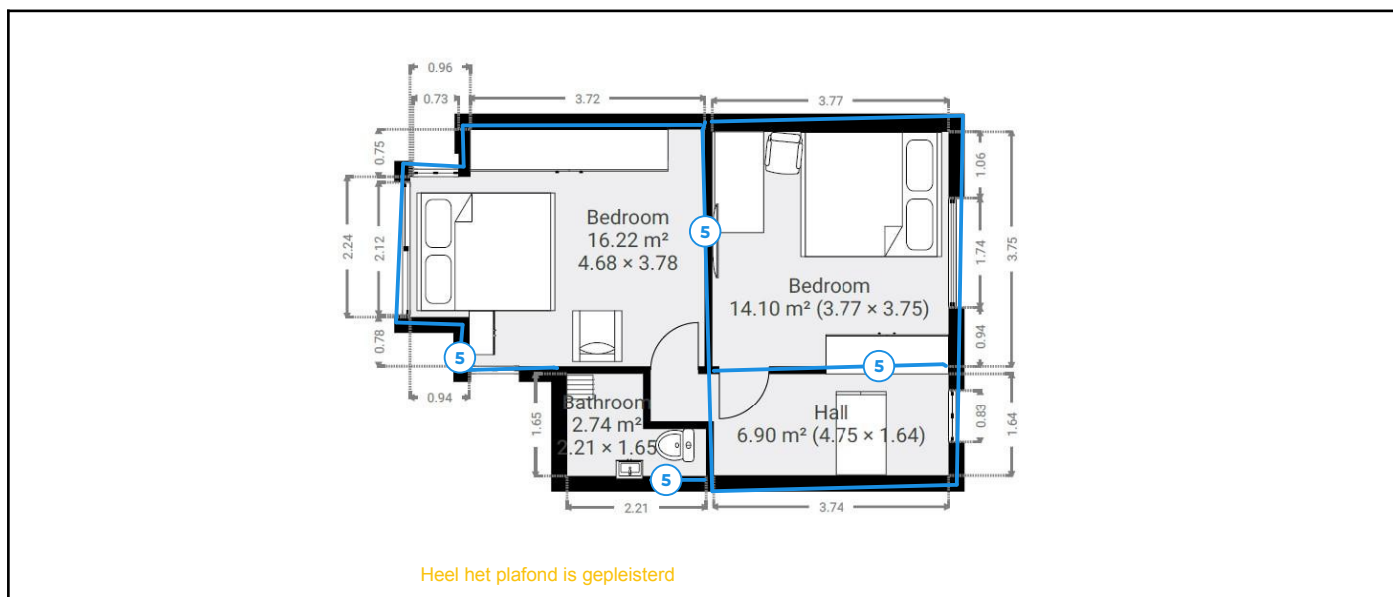 0.96
0.73
3.72
3.77
0.75
2.24
2.12
0.78
0.94
Bedroom
16.22 m²
4.68 × 3.78
5
Bedroom
14.10 m² (3.77 × 3.75)
1.06
1.74
3.75
0.94
5
5
Bathroom
2.74 m²
2.21 × 1.65
1.65
Hall
6.90 m² (4.75 × 1.64)
0.83
1.64
5
2.21
3.74
Heel het plafond is gepleisterd